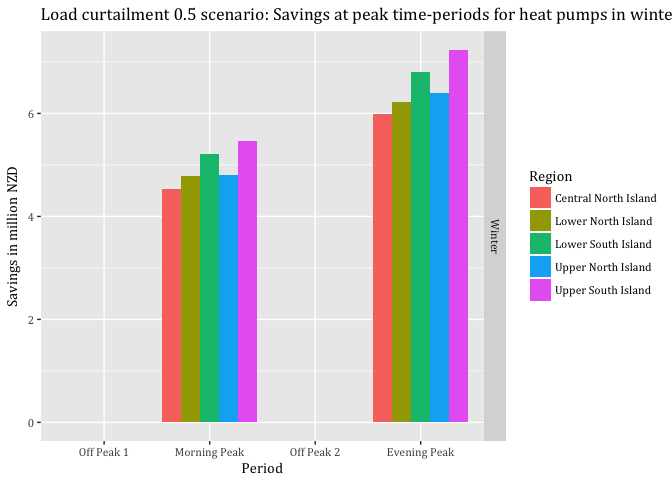 Load curtailment 0.5 scenario: Savings at peak time-periods for heat pumps in winte
Savings in million NZD
6
4
2
0
Off Peak 1
Morning Peak
Off Peak 2
Evening Peak
Period
Winter
Region
Central North Island
Lower North Island
Lower South Island
Upper North Island
Upper South Island